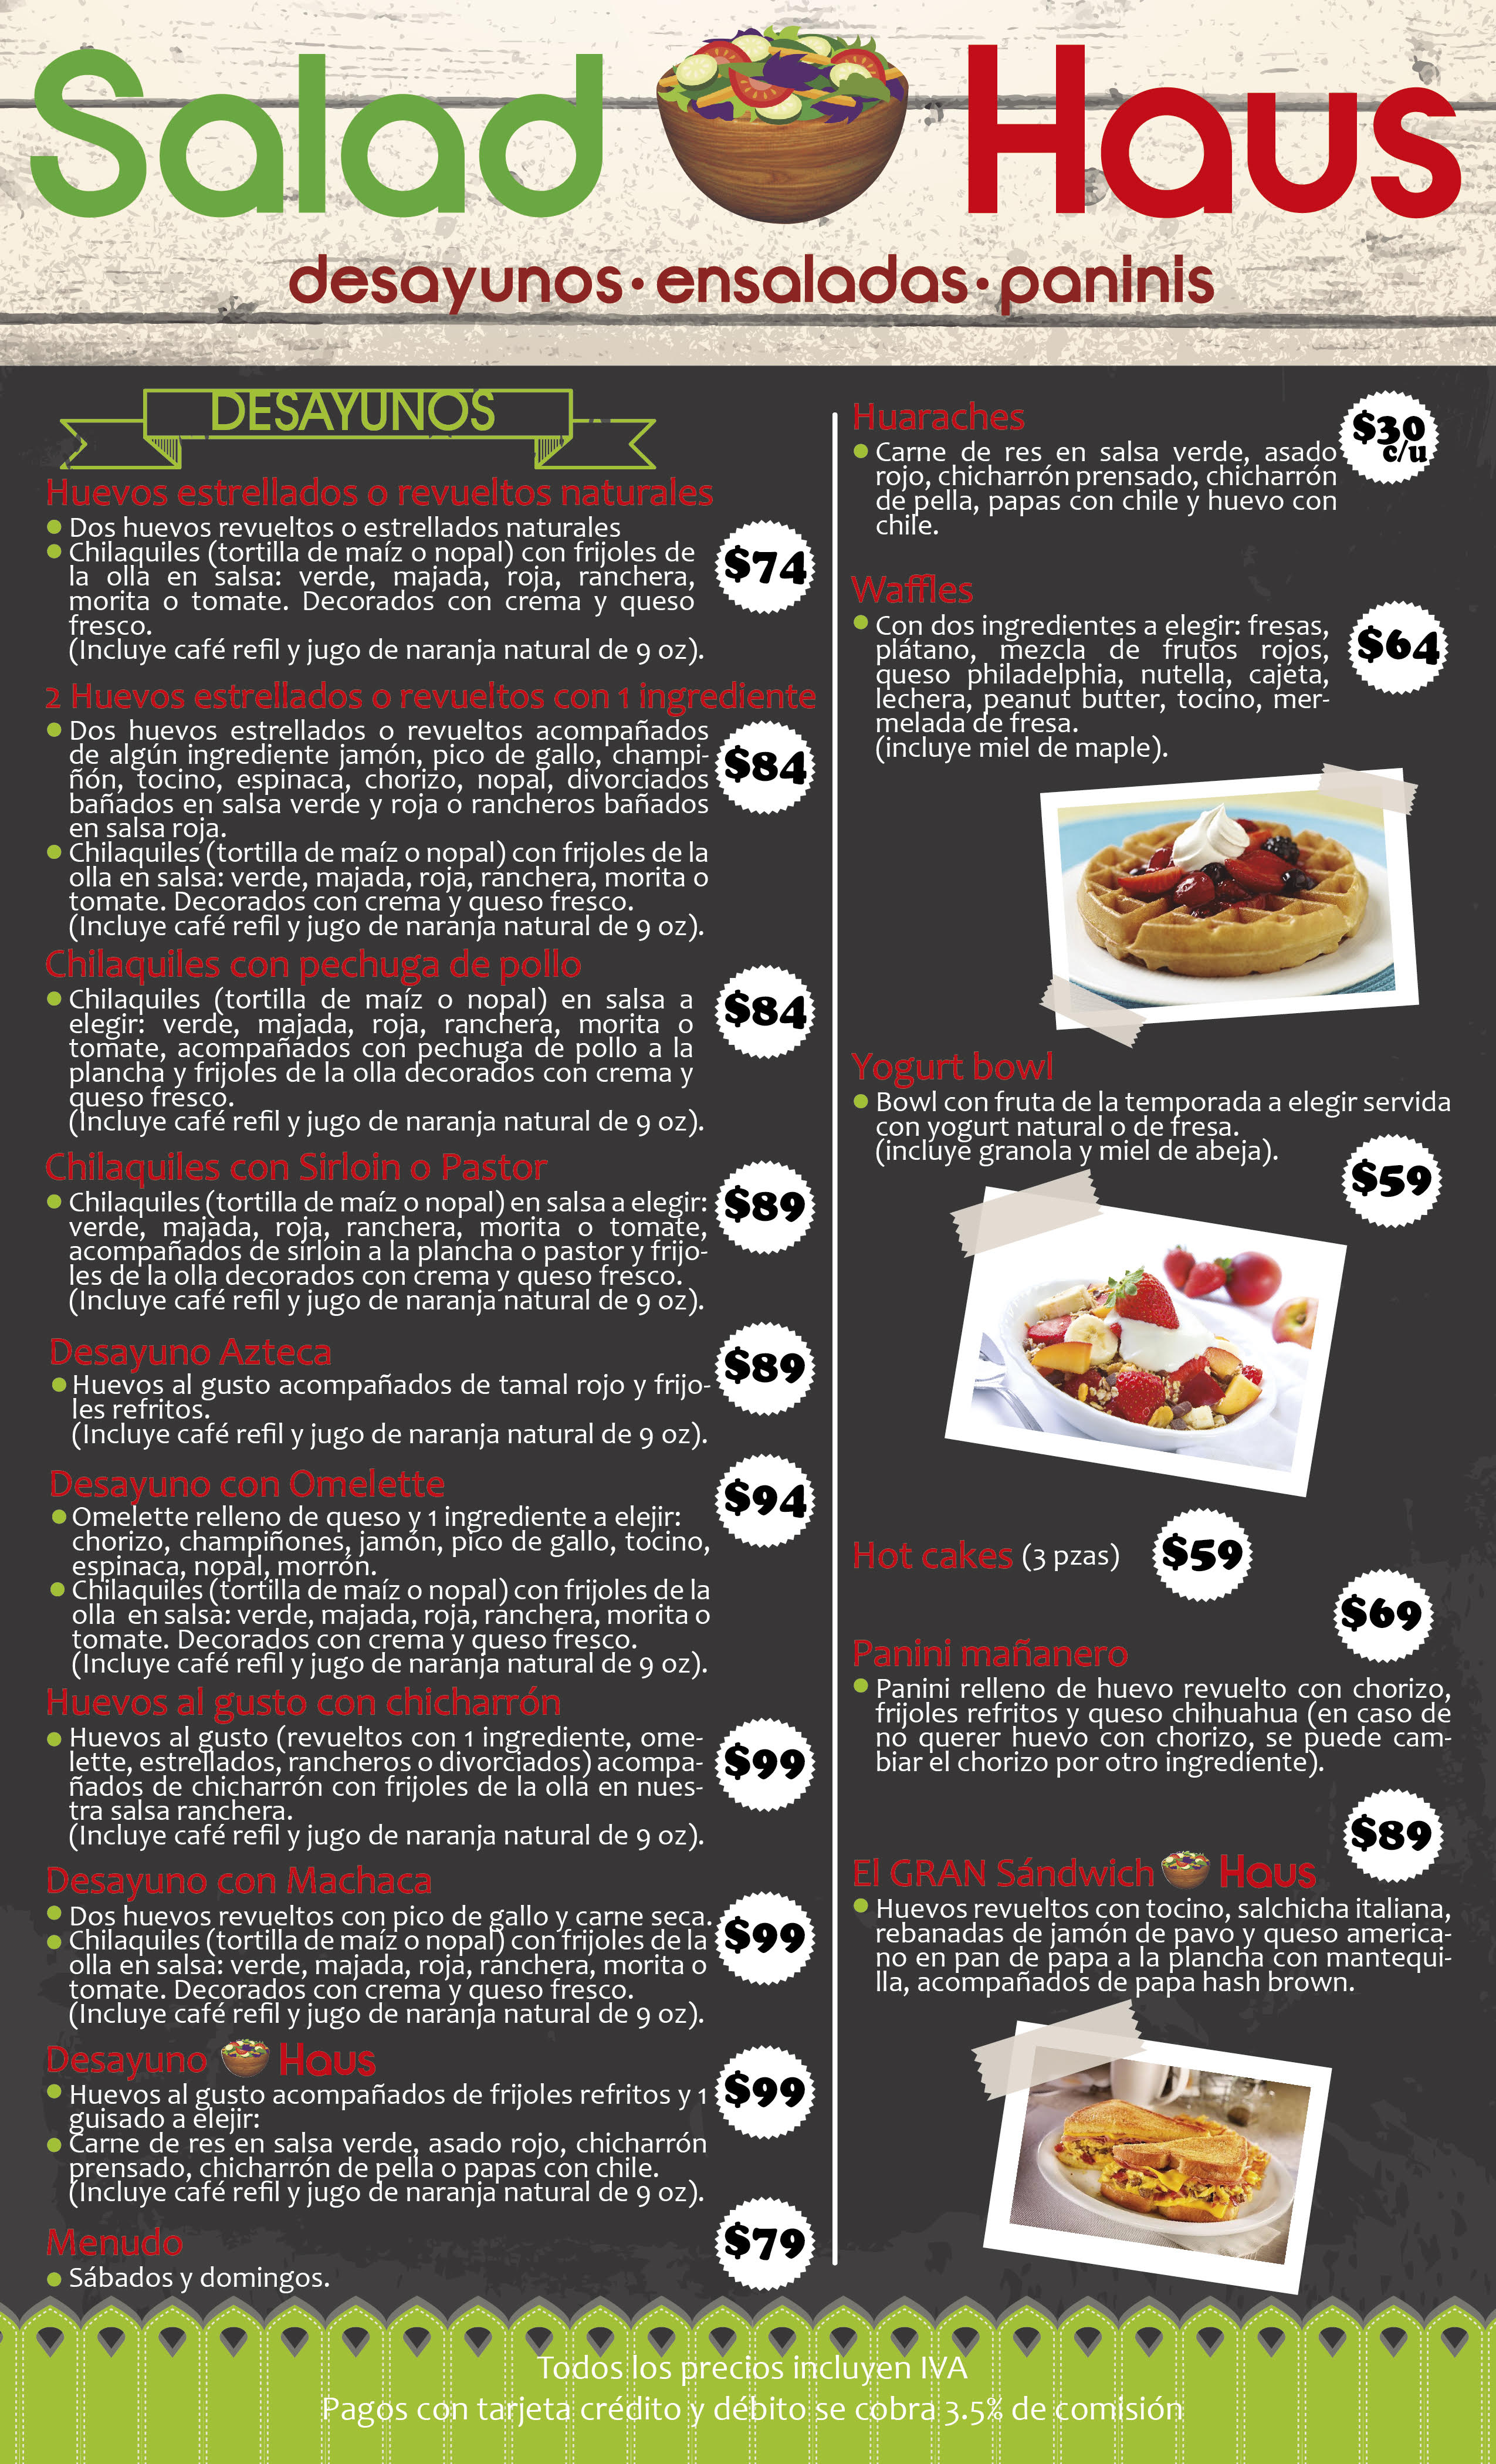 Salad Haus
desayunos·ensaladas·paninis
DESAYUNOS
Huevos estrellados o revueltos naturales
Dos huevos revueltos o estrellados naturales
Chilaquiles (tortilla de maíz o nopal) con frijoles de
la olla en salsa: verde, majada, roja, ranchera,
morita o tomate. Decorados con crema y queso
fresco.
(Incluye café refil y jugo de naranja natural de 9 oz).
$74
2 Huevos estrellados o revueltos con 1 ingrediente
Dos huevos estrellados o revueltos acompañados
de algún ingrediente jamón, pico de gallo, champi-
ñón, tocino, espinaca, chorizo, nopal, divorciados
bañados en salsa verde y roja o rancheros bañados
en salsa roja.
Chilaquiles (tortilla de maíz o nopal) con frijoles de la
olla en salsa: verde, majada, roja, ranchera, morita o
tomate. Decorados con crema y queso fresco.
(Incluye café refil y jugo de naranja natural de 9 oz).
$84
Chilaquiles con pechuga de pollo
Chilaquiles (tortilla de maíz o nopal) en salsa a
elegir: verde, majada, roja, ranchera, morita o
tomate, acompañados con pechuga de pollo a la
plancha y frijoles de la olla decorados con crema y
queso fresco.
(Incluye café refil y jugo de naranja natural de 9 oz).
$84
Chilaquiles con Sirloin o Pastor
Chilaquiles (tortilla de maíz o nopal) en salsa a elegir:
verde, majada, roja, ranchera, morita o tomate,
acompañados de sirloin a la plancha o pastor y frijo-
les de la olla decorados con crema y queso fresco.
(Incluye café refil y jugo de naranja natural de 9 oz).
$89
Desayuno Azteca
Huevos al gusto acompañados de tamal rojo y frijo-
les refritos.
(Incluye café refil y jugo de naranja natural de 9 oz).
$89
Desayuno con Omelette
Omelette relleno de queso y 1 ingrediente a elejir:
chorizo, champiñones, jamón, pico de gallo, tocino,
espinaca, nopal, morrón.
Chilaquiles (tortilla de maíz o nopal) con frijoles de la
olla en salsa: verde, majada, roja, ranchera, morita o
tomate. Decorados con crema y queso fresco.
(Incluye café refil y jugo de naranja natural de 9 oz).
$94
Huevos al gusto con chicharrón
Huevos al gusto (revueltos con 1 ingrediente, ome-
lette, estrellados, rancheros o divorciados) acompa-
ñados de chicharrón con frijoles de la olla en nues-
tra salsa ranchera.
(Incluye café refil y jugo de naranja natural de 9 oz).
$99
Desayuno con Machaca
Dos huevos revueltos con pico de gallo y carne seca.
Chilaquiles (tortilla de maíz o nopal) con frijoles de la
olla en salsa: verde, majada, roja, ranchera, morita o
tomate. Decorados con crema y queso fresco.
(Incluye café refil y jugo de naranja natural de 9 oz).
$99
Desayuno Haus
Huevos al gusto acompañados de frijoles refritos y 1
guisado a elejir:
Carne de res en salsa verde, asado rojo, chicharrón
prensado, chicharrón de pella o papas con chile.
(Incluye café refil y jugo de naranja natural de 9 oz).
$99
Menudo
Sábados y domingos.
$79
Huaraches
Carne de res en salsa verde, asado
rojo, chicharrón prensado, chicharrón
de pella, papas con chile y huevo con
chile.
$30
c/u
Waffles
Con dos ingredientes a elegir: fresas,
plátano, mezcla de frutos rojos,
queso philadelphia, nutella, cajeta,
lechera, peanut butter, tocino, mer-
melada de fresa.
(incluye miel de maple).
$64
Yogurt bowl
Bowl con fruta de la temporada a elegir servida
con yogurt natural o de fresa.
(incluye granola y miel de abeja).
$59
Hot cakes (3 pzas)
$59
$69
Panini mañanero
Panini relleno de huevo revuelto con chorizo,
frijoles refritos y queso chihuahua (en caso de
no querer huevo con chorizo, se puede cam-
biar el chorizo por otro ingrediente).
$89
El GRAN Sándwich Haus
Huevos revueltos con tocino, salchicha italiana,
rebanadas de jamón de pavo y queso america-
no en pan de papa a la plancha con mantequi-
lla, acompañados de papa hash brown.
Todos los precios incluyen IVA
Pagos con tarjeta crédito y débito se cobra 3.5% de comisión